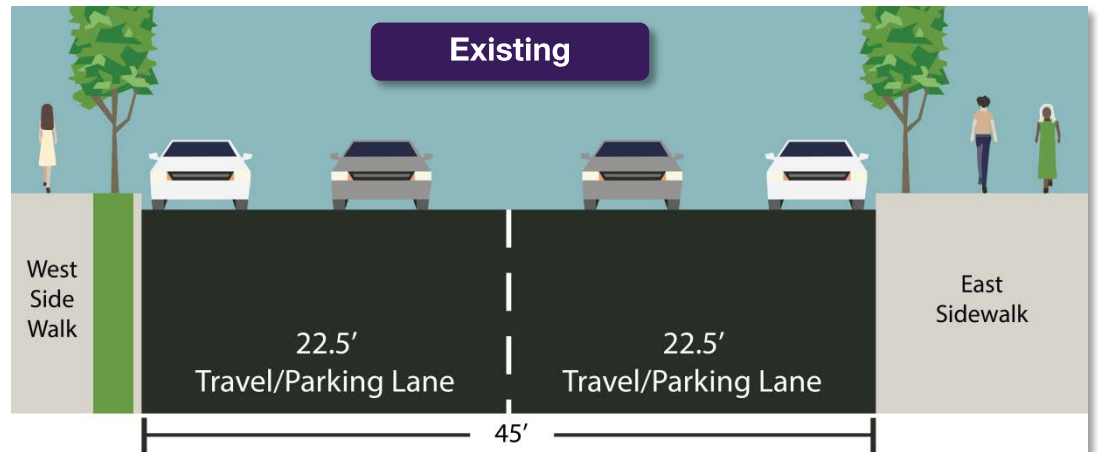 Existing
West
Side
Walk
22.5′
Travel/Parking Lane
22.5′
Travel/Parking Lane
East
Sidewalk
45′